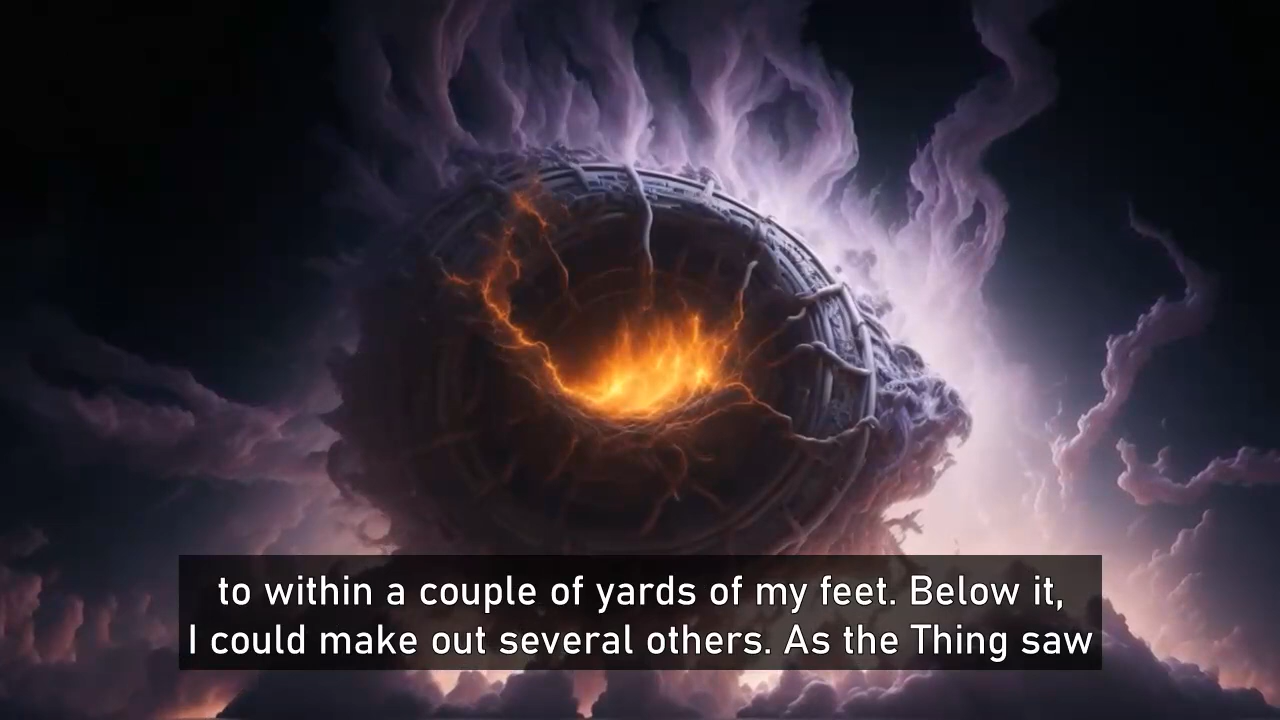 to within a couple of yards of my feet. Below it,
I could make out several others. As the Thing saw